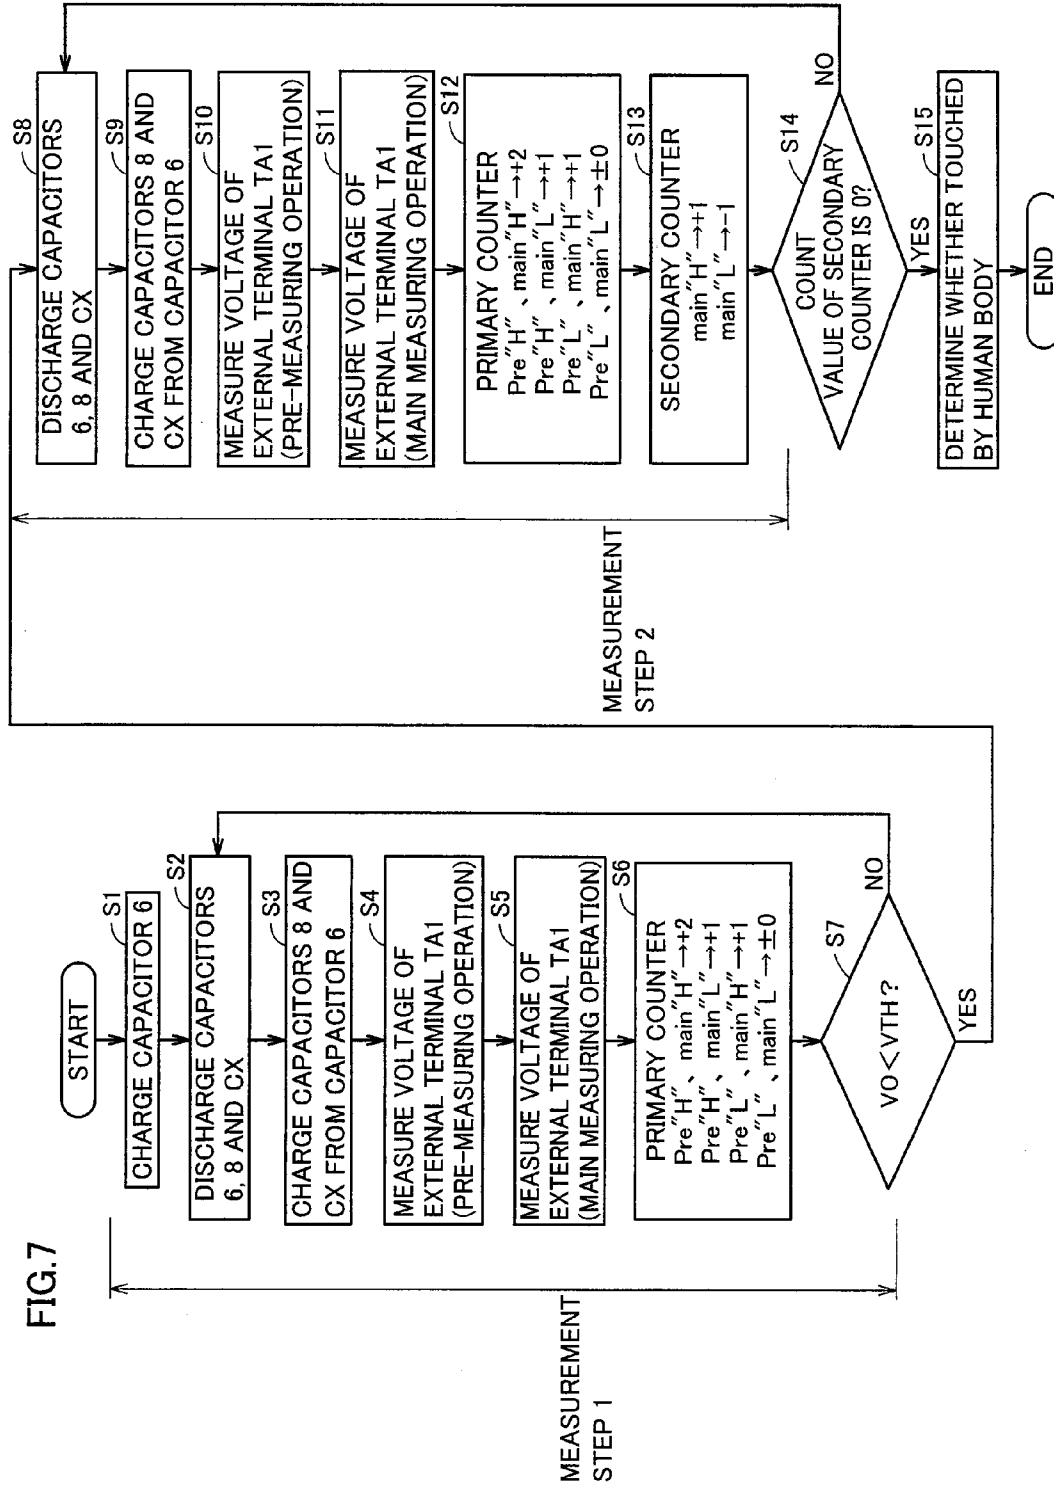 FIG.7
START
S1
CHARGE CAPACITOR 6
S2
DISCHARGE CAPACITORS
6, 8 AND CX
S3
CHARGE CAPACITORS 8 AND
CX FROM CAPACITOR 6
S4
MEASURE VOLTAGE OF
EXTERNAL TERMINAL TA1
(PRE-MEASURING OPERATION)
S5
MEASURE VOLTAGE OF
EXTERNAL TERMINAL TA1
(MAIN MEASURING OPERATION)
S6
PRIMARY COUNTER
Pre"H"、main"H"→+2
Pre"H"、main"L"→+1
Pre"L"、main"H"→+1
Pre"L"、main"L"→±0
S7
VO<VTH?
NO
YES
MEASUREMENT
STEP 1
S8
DISCHARGE CAPACITORS
6, 8 AND CX
S9
CHARGE CAPACITORS 8 AND
CX FROM CAPACITOR 6
S10
MEASURE VOLTAGE OF
EXTERNAL TERMINAL TA1
(PRE-MEASURING OPERATION)
S11
MEASURE VOLTAGE OF
EXTERNAL TERMINAL TA1
(MAIN MEASURING OPERATION)
S12
PRIMARY COUNTER
Pre"H"、main"H"→+2
Pre"H"、main"L"→+1
Pre"L"、main"H"→+1
Pre"L"、main"L"→±0
S13
SECONDARY COUNTER
main"H"→+1
main"L"→-1
S14
COUNT
VALUE OF SECONDARY
COUNTER IS 0?
NO
YES
S15
DETERMINE WHETHER TOUCHED
BY HUMAN BODY
END
MEASUREMENT
STEP 2